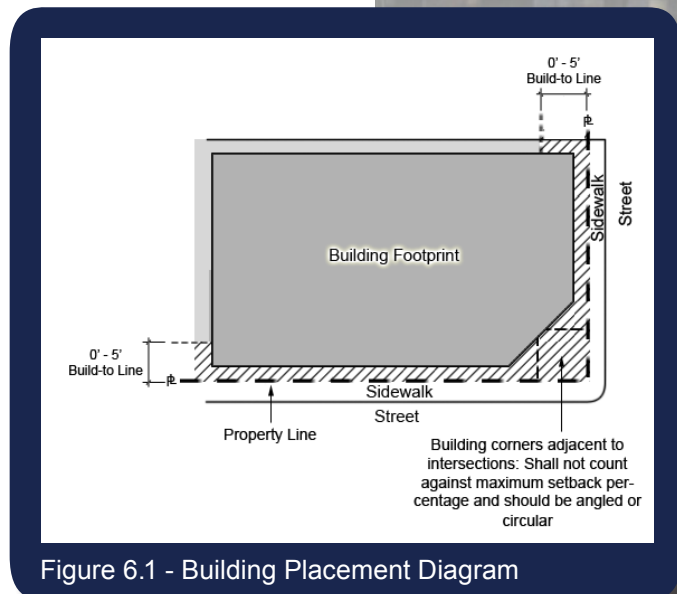 0' - 5'
Build-to Line
PL
Sidewalk
Street
Building Footprint
0' - 5'
Build-to Line
PL
Sidewalk
Street
Property Line
Building corners adjacent to
intersections: Shall not count
against maximum setback per-
centage and should be angled or
circular
Figure 6.1 - Building Placement Diagram